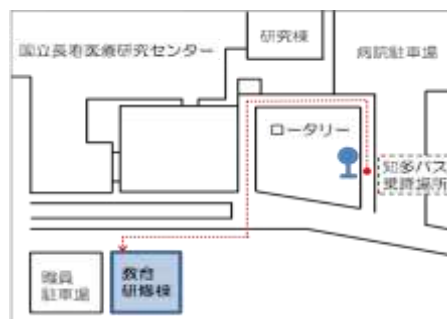 国立長寿医療研究センター
研究棟
病院駐車場
ロータリー
知多バス
乗降場所
職員
駐車場
教育
研修棟